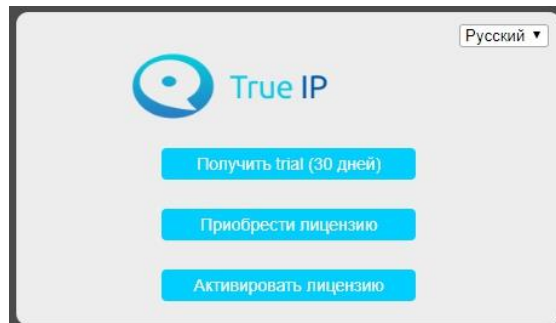 Русский
True IP
Получить trial (30 дней)
Приобрести лицензию
Активировать лицензию